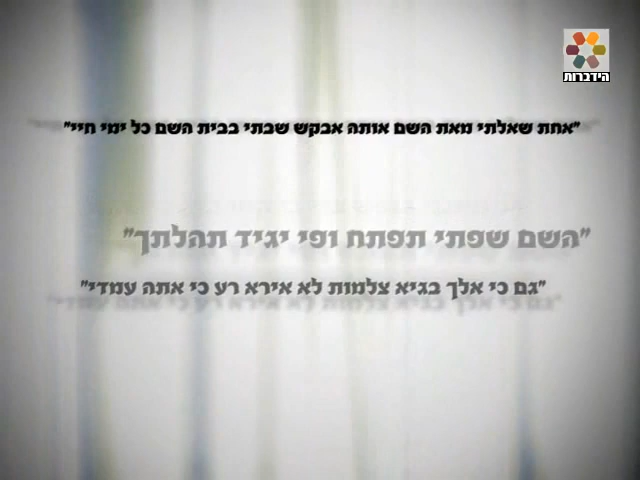 הידברות
"אחת שאלתי מאת השם אותה אבקש שבתי בבית השם כל ימי חיי"
"השם שפתי תפתח ופי יגיד תהלתך"
"גם כי אלך בגיא צלמות לא אירא רע כי אתה עמדי"